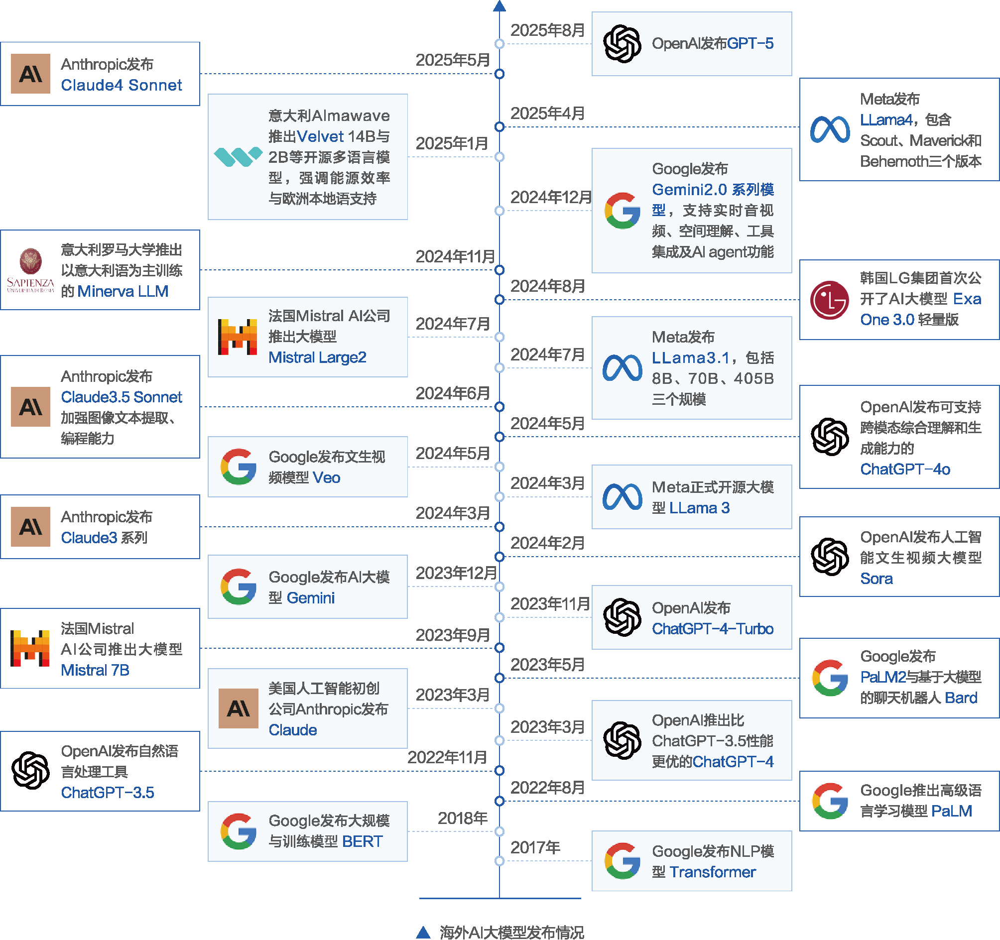 2025年8月
OpenAI发布GPT-5
2025年5月
Anthropic发布
Claude4 Sonnet
2025年4月
Meta发布
LLama4，包含
Scout、Maverick和
Behemoth三个版本
2025年1月
意大利Almawave
推出Velvet 14B与
2B等开源多语言模
型，强调能源效率
与欧洲本地语支持
2024年12月
Google发布
Gemini2.0 系列模
型，支持实时音视
频、空间理解、工具
集成及AI agent功能
2024年11月
SAPIENZA
UNIVERSITÀ DI ROMA
意大利罗马大学推出
以意大利语为主训练
的 Minerva LLM
2024年8月
韩国LG集团首次公
开了AI大模型 Exa
One 3.0 轻量版
2024年7月
法国Mistral AI公司
推出大模型
Mistral Large2
2024年7月
Meta发布
LLama3.1，包括
8B、70B、405B
三个规模
2024年6月
Anthropic发布
Claude3.5 Sonnet
加强图像文本提取、
编程能力
2024年5月
OpenAI发布可支持
跨模态综合理解和生
成能力的
ChatGPT-4o
2024年5月
Google发布文生视
频模型 Veo
2024年3月
Meta正式开源大模
型 LLama 3
2024年3月
Anthropic发布
Claude3 系列
2024年2月
OpenAI发布人工智
能文生视频大模型
Sora
2023年12月
Google发布AI大模
型 Gemini
2023年11月
OpenAI发布
ChatGPT-4-Turbo
2023年9月
法国Mistral
AI公司推出大模型
Mistral 7B
2023年5月
Google发布
PaLM2与基于大模型
的聊天机器人 Bard
2023年3月
美国人工智能初创
公司Anthropic发布
Claude
2023年3月
OpenAI推出比
ChatGPT-3.5性能
更优的ChatGPT-4
2022年11月
OpenAI发布自然语
言处理工具
ChatGPT-3.5
2022年8月
Google推出高级语
言学习模型 PaLM
2018年
Google发布大规模
与训练模型 BERT
2017年
Google发布NLP模
型 Transformer
▲ 海外AI大模型发布情况